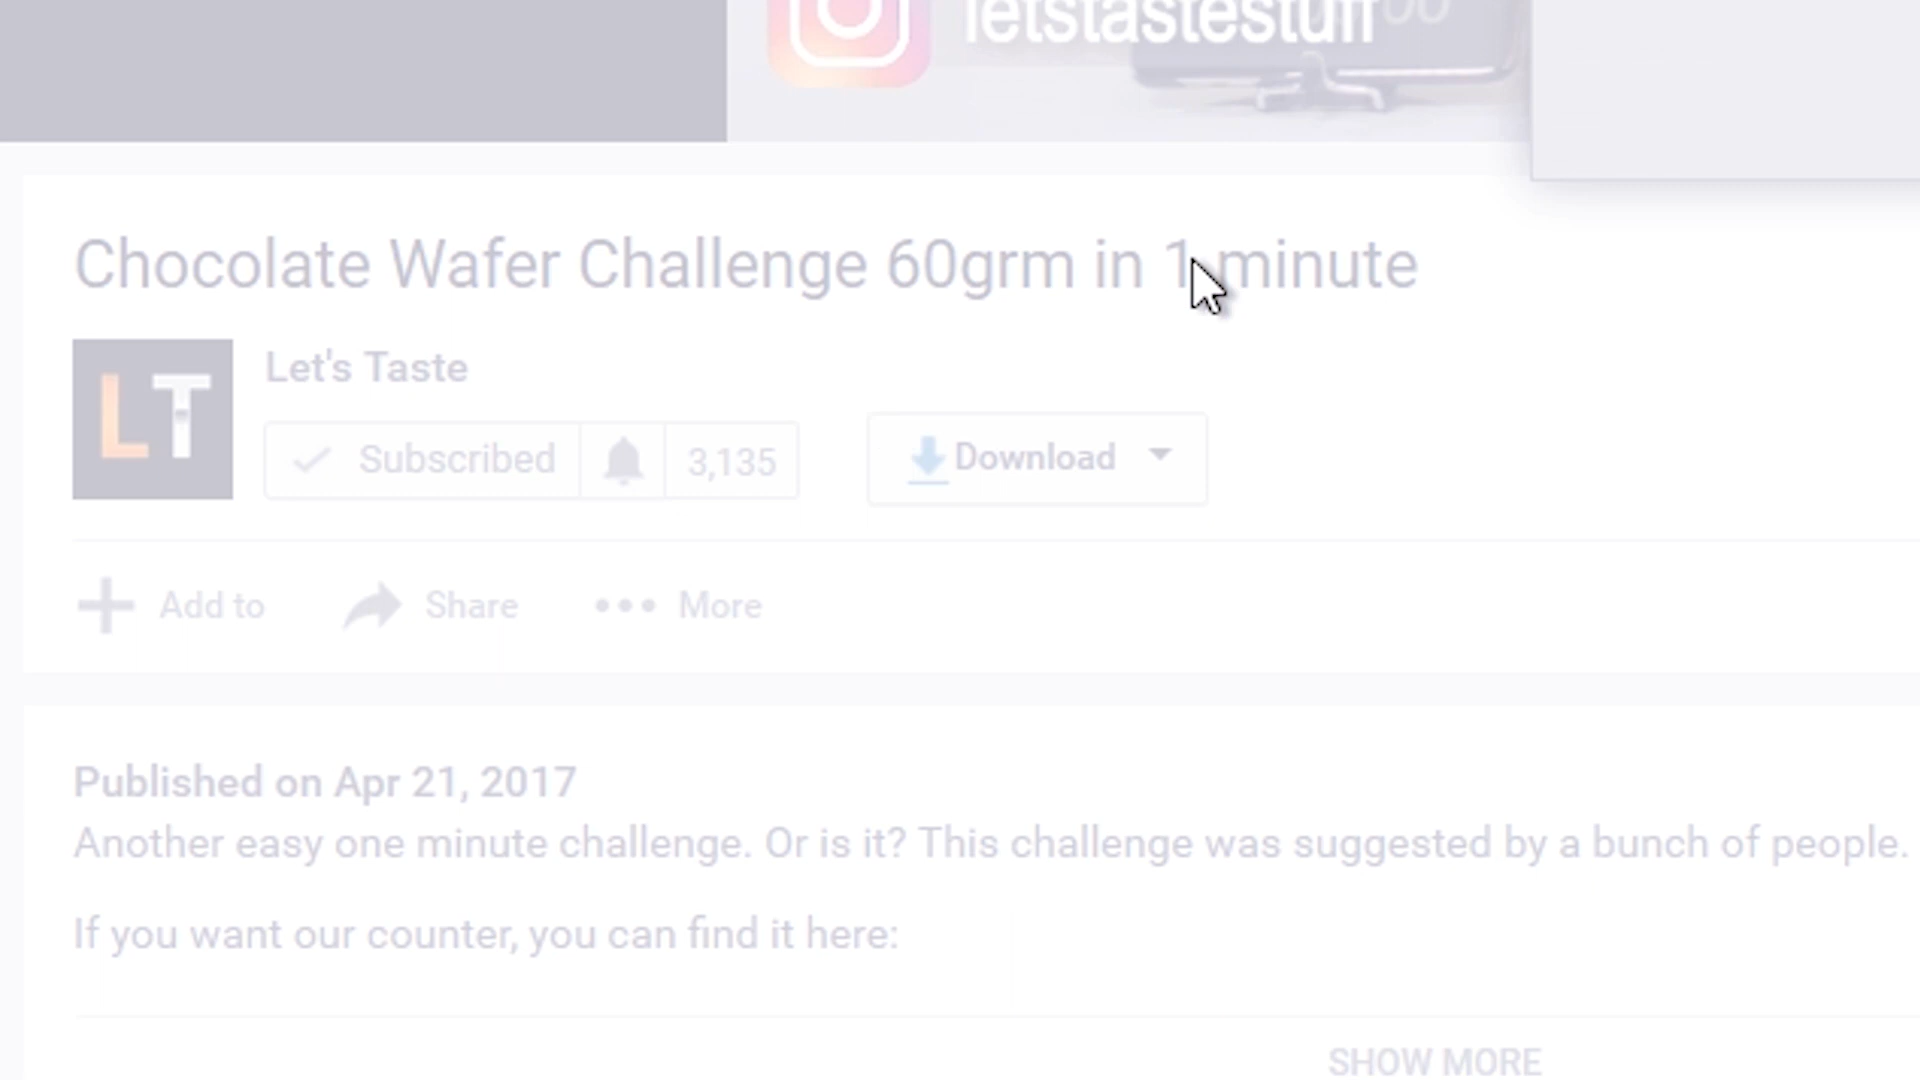 letstastestuff
Chocolate Wafer Challenge 60grm in 1 minute
LT
Let's Taste
Subscribed 3,135 Download
Add to Share More
Published on Apr 21, 2017
Another easy one minute challenge. Or is it? This challenge was suggested by a bunch of people.
If you want our counter, you can find it here:
SHOW MORE